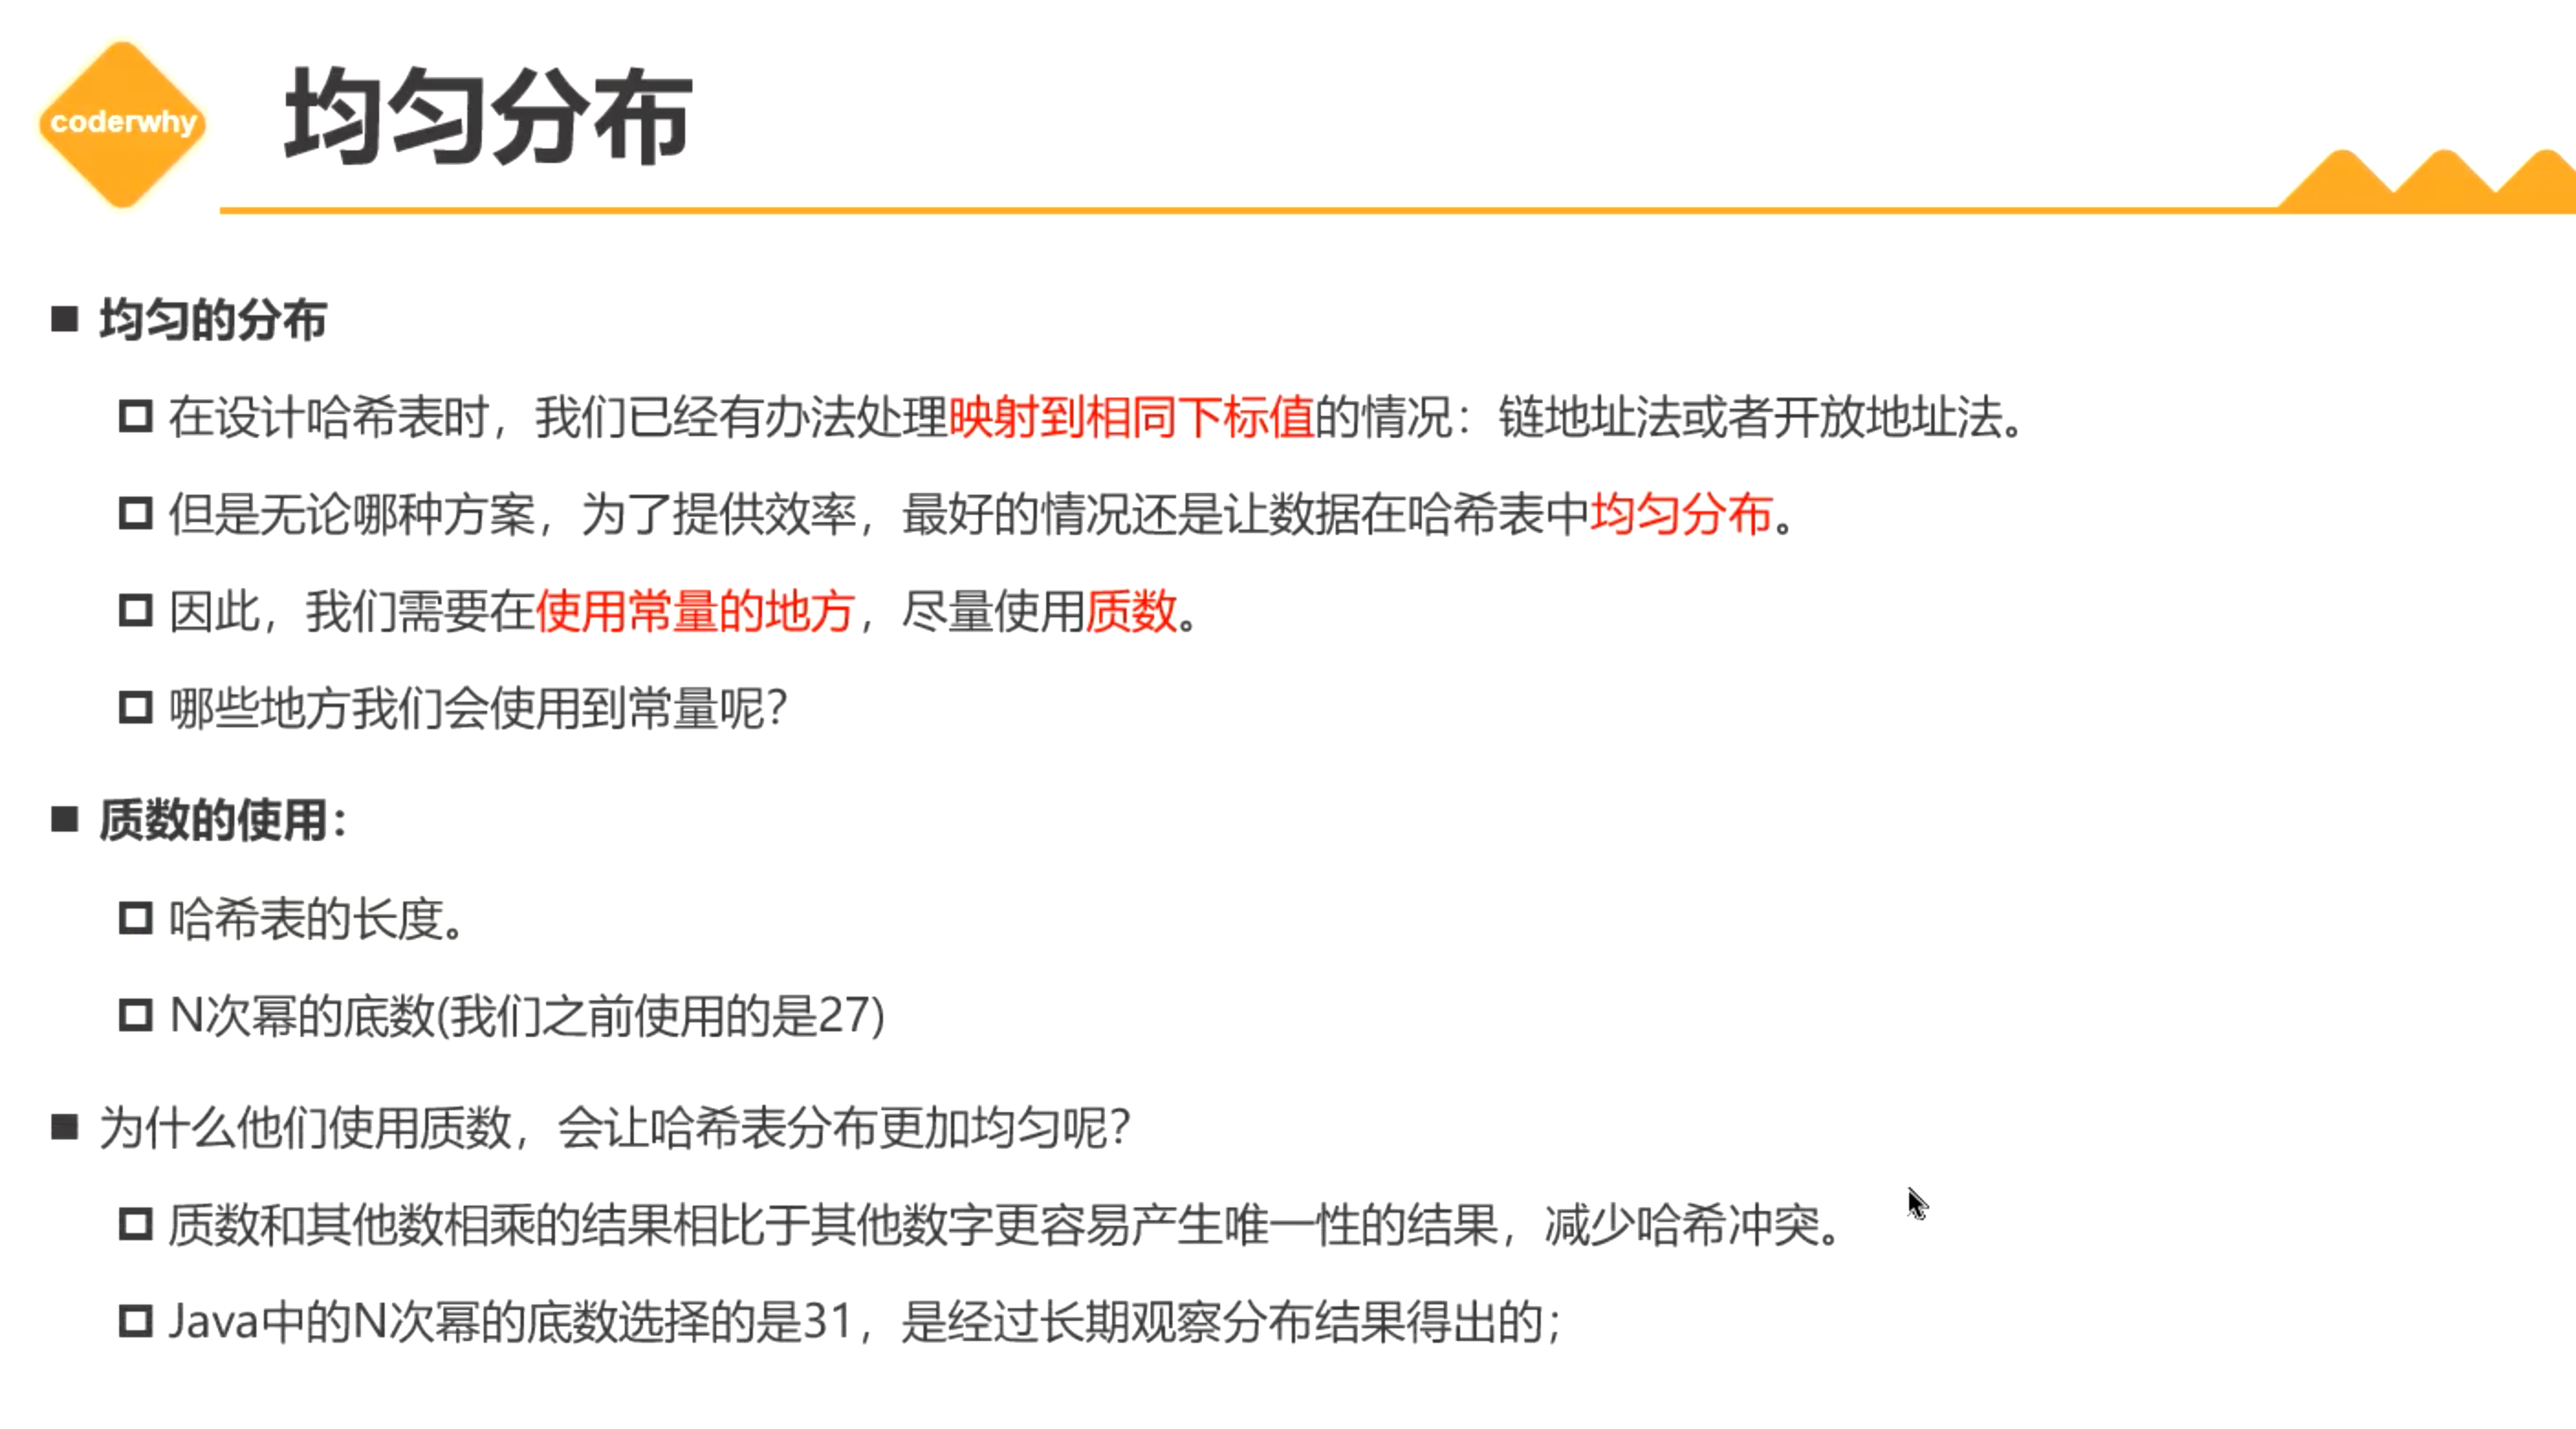 coderwhy
均匀分布
均匀的分布
在设计哈希表时，我们已经有办法处理映射到相同下标值的情况：链地址法或者开放地址法。
但是无论哪种方案，为了提供效率，最好的情况还是让数据在哈希表中均匀分布。
因此，我们需要在使用常量的地方，尽量使用质数。
哪些地方我们会使用到常量呢？
质数的使用：
哈希表的长度。
N次幂的底数(我们之前使用的是27)
为什么他们使用质数，会让哈希表分布更加均匀呢？
质数和其他数相乘的结果相比于其他数字更容易产生唯一性的结果，减少哈希冲突。
Java中的N次幂的底数选择的是31，是经过长期观察分布结果得出的；